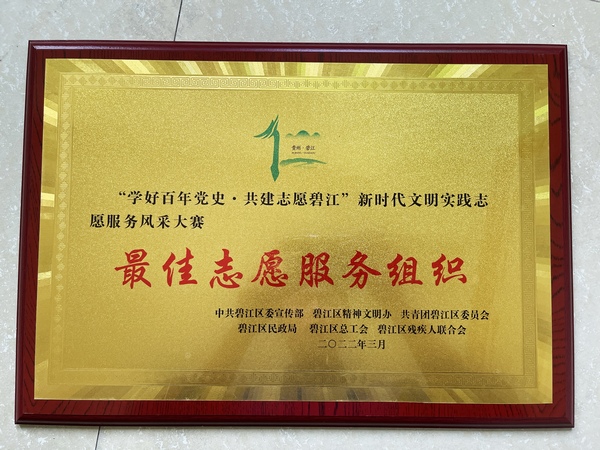 贵州·碧江
“学好百年党史·共建志愿碧江”新时代文明实践志
愿服务风采大赛
最佳志愿服务组织
中共碧江区委宣传部 碧江区精神文明办 共青团碧江区委员会
碧江区民政局 碧江区总工会 碧江区残疾人联合会
二〇二二年三月